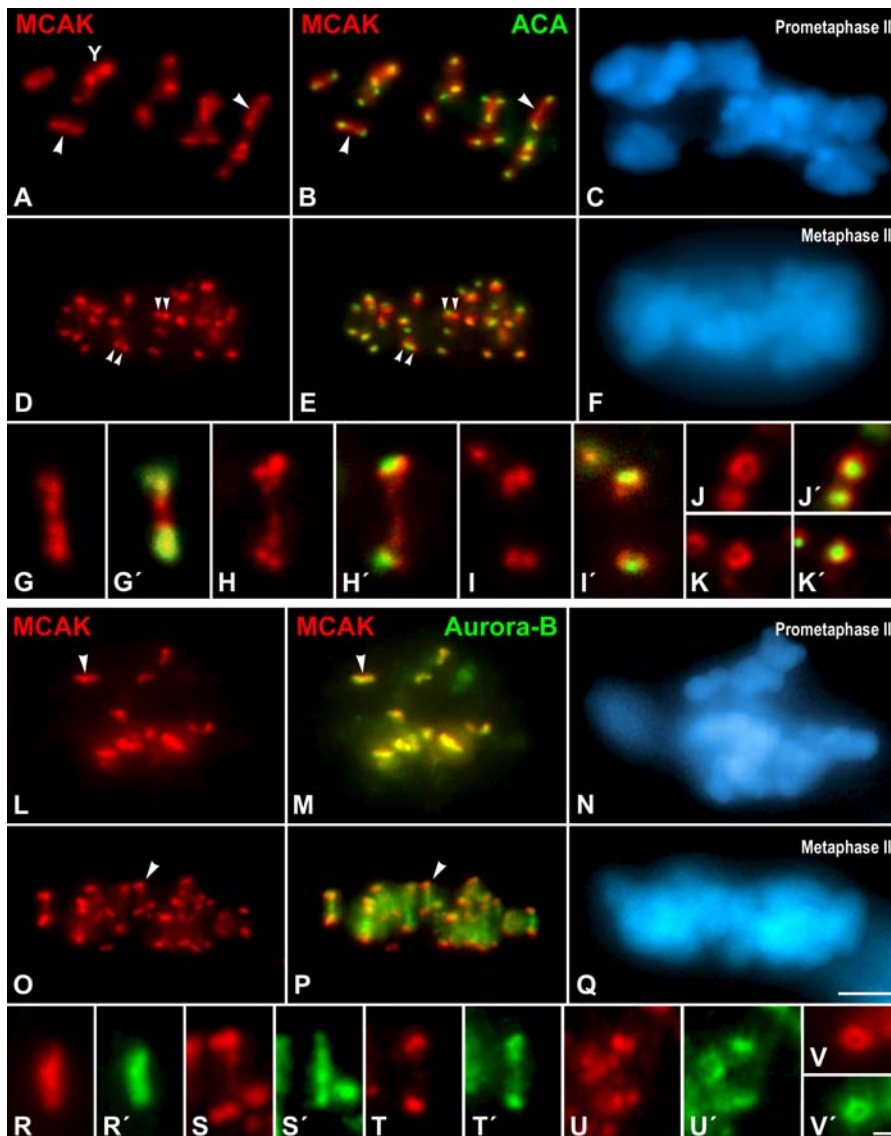 MCAK
MCAK ACA
Prometaphase II
Y
A
B
C
Metaphase II
D
E
F
G
G´
H
H´
I
I´
J
J´
K
K´
MCAK
MCAK Aurora-B
Prometaphase II
L
M
N
Metaphase II
O
P
Q
R
R´
S
S´
T
T´
U
U´
V
V´